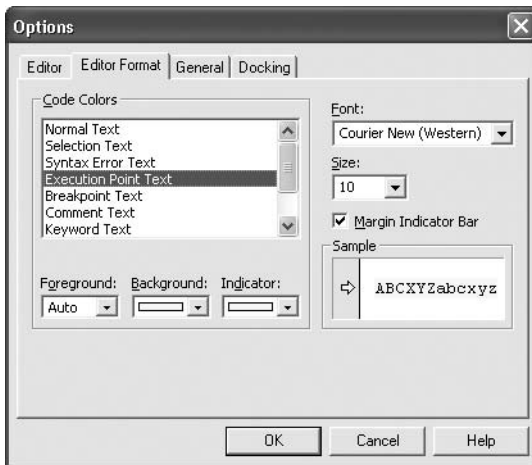 Options
Editor Editor Format General Docking
Code Colors
Normal Text
Selection Text
Syntax Error Text
Execution Point Text
Breakpoint Text
Comment Text
Keyword Text
Foreground: Background: Indicator:
Auto
Font:
Courier New (Western)
Size:
10
Margin Indicator Bar
Sample
ABCXYZabcxyz
OK Cancel Help